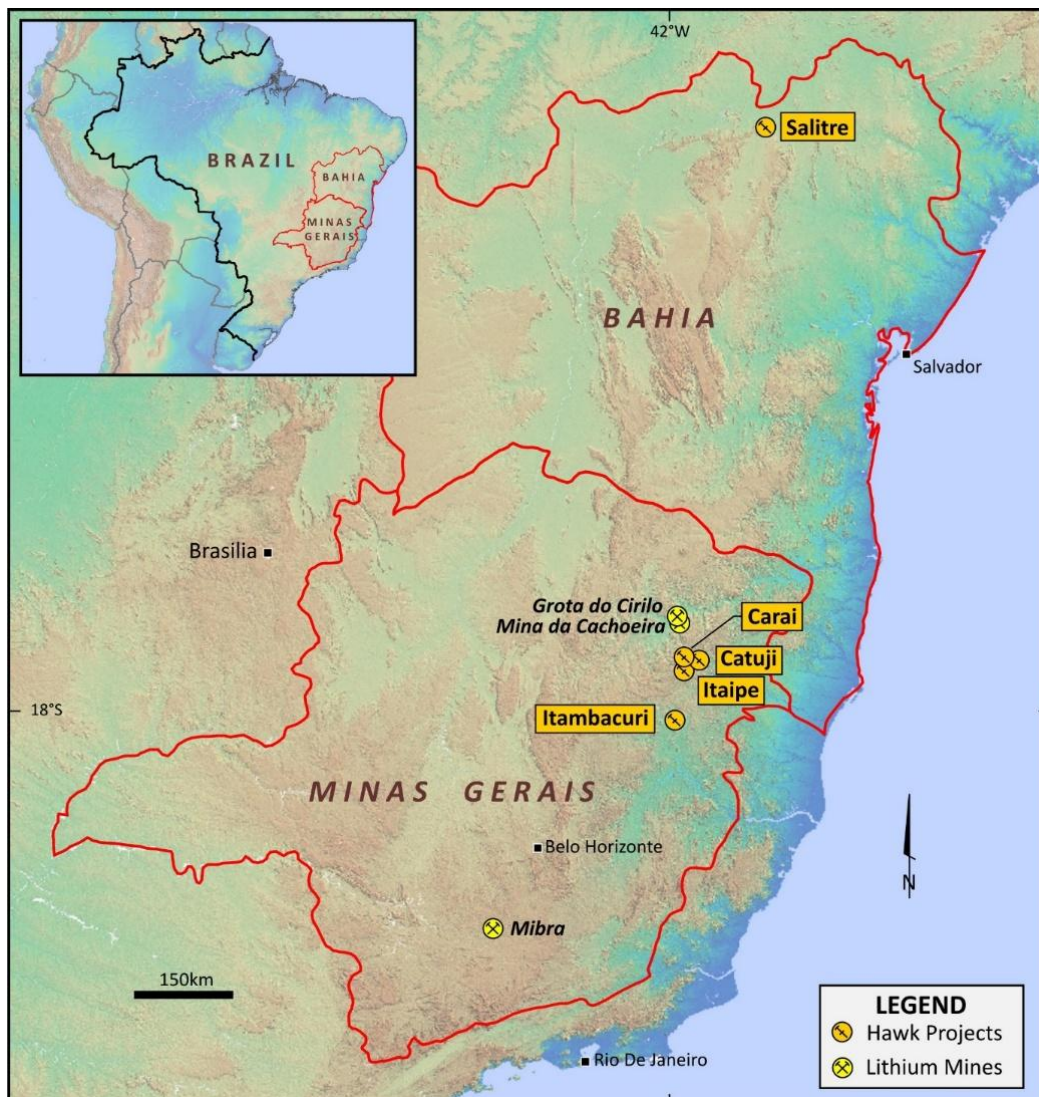 42°W
BRAZIL
BAHIA
MINAS
GERAIS
Salitre
BAHIA
Salvador
Brasilia
Grota do Cirilo
Mina da Cachoeira
Carai
Catuji
Itaipe
18°S
Itambacuri
MINAS GERAIS
Belo Horizonte
N
Mibra
150km
Rio De Janeiro
LEGEND
Hawk Projects
Lithium Mines